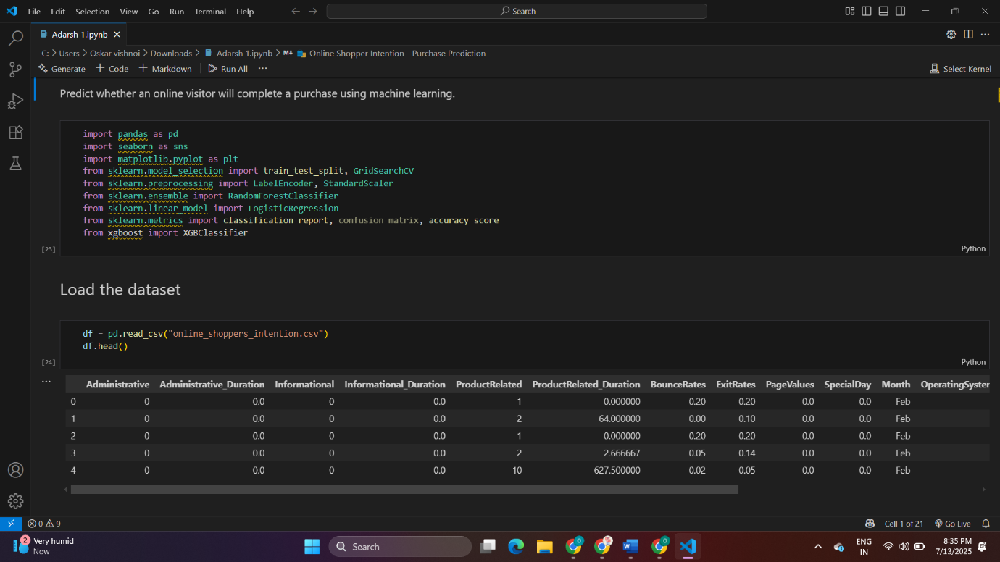 File Edit Selection View Go Run Terminal Help
Search
Adarsh 1.ipynb
C: > Users > Oskar vishnoi > Downloads > Adarsh 1.ipynb > M↓ Online Shopper Intention - Purchase Prediction
Generate + Code + Markdown Run All ...
Select Kernel
Predict whether an online visitor will complete a purchase using machine learning.
import pandas as pd
import seaborn as sns
import matplotlib.pyplot as plt
from sklearn.model_selection import train_test_split, GridSearchCV
from sklearn.preprocessing import LabelEncoder, StandardScaler
from sklearn.ensemble import RandomForestClassifier
from sklearn.linear_model import LogisticRegression
from sklearn.metrics import classification_report, confusion_matrix, accuracy_score
from xgboost import XGBClassifier
[23] Python
Load the dataset
df = pd.read_csv("online_shoppers_intention.csv")
df.head()
[24] Python
...
Administrative Administrative_Duration Informational Informational_Duration ProductRelated ProductRelated_Duration BounceRates ExitRates PageValues SpecialDay Month OperatingSyster
0 0 0.0 0 0.0 1 0.000000 0.20 0.20 0.0 0.0 Feb
1 0 0.0 0 0.0 2 64.000000 0.00 0.10 0.0 0.0 Feb
2 0 0.0 0 0.0 1 0.000000 0.20 0.20 0.0 0.0 Feb
3 0 0.0 0 0.0 2 2.666667 0.05 0.14 0.0 0.0 Feb
4 0 0.0 0 0.0 10 627.500000 0.02 0.05 0.0 0.0 Feb
0 9
Cell 1 of 21 Go Live
2 Very humid
Now
Search
ENG
IN
8:35 PM
7/13/2025